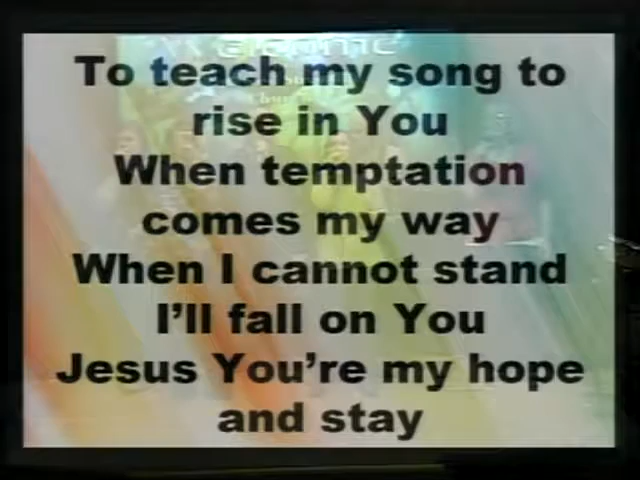 To teach my song to
rise in You
When temptation
comes my way
When I cannot stand
I'll fall on You
Jesus You're my hope
and stay